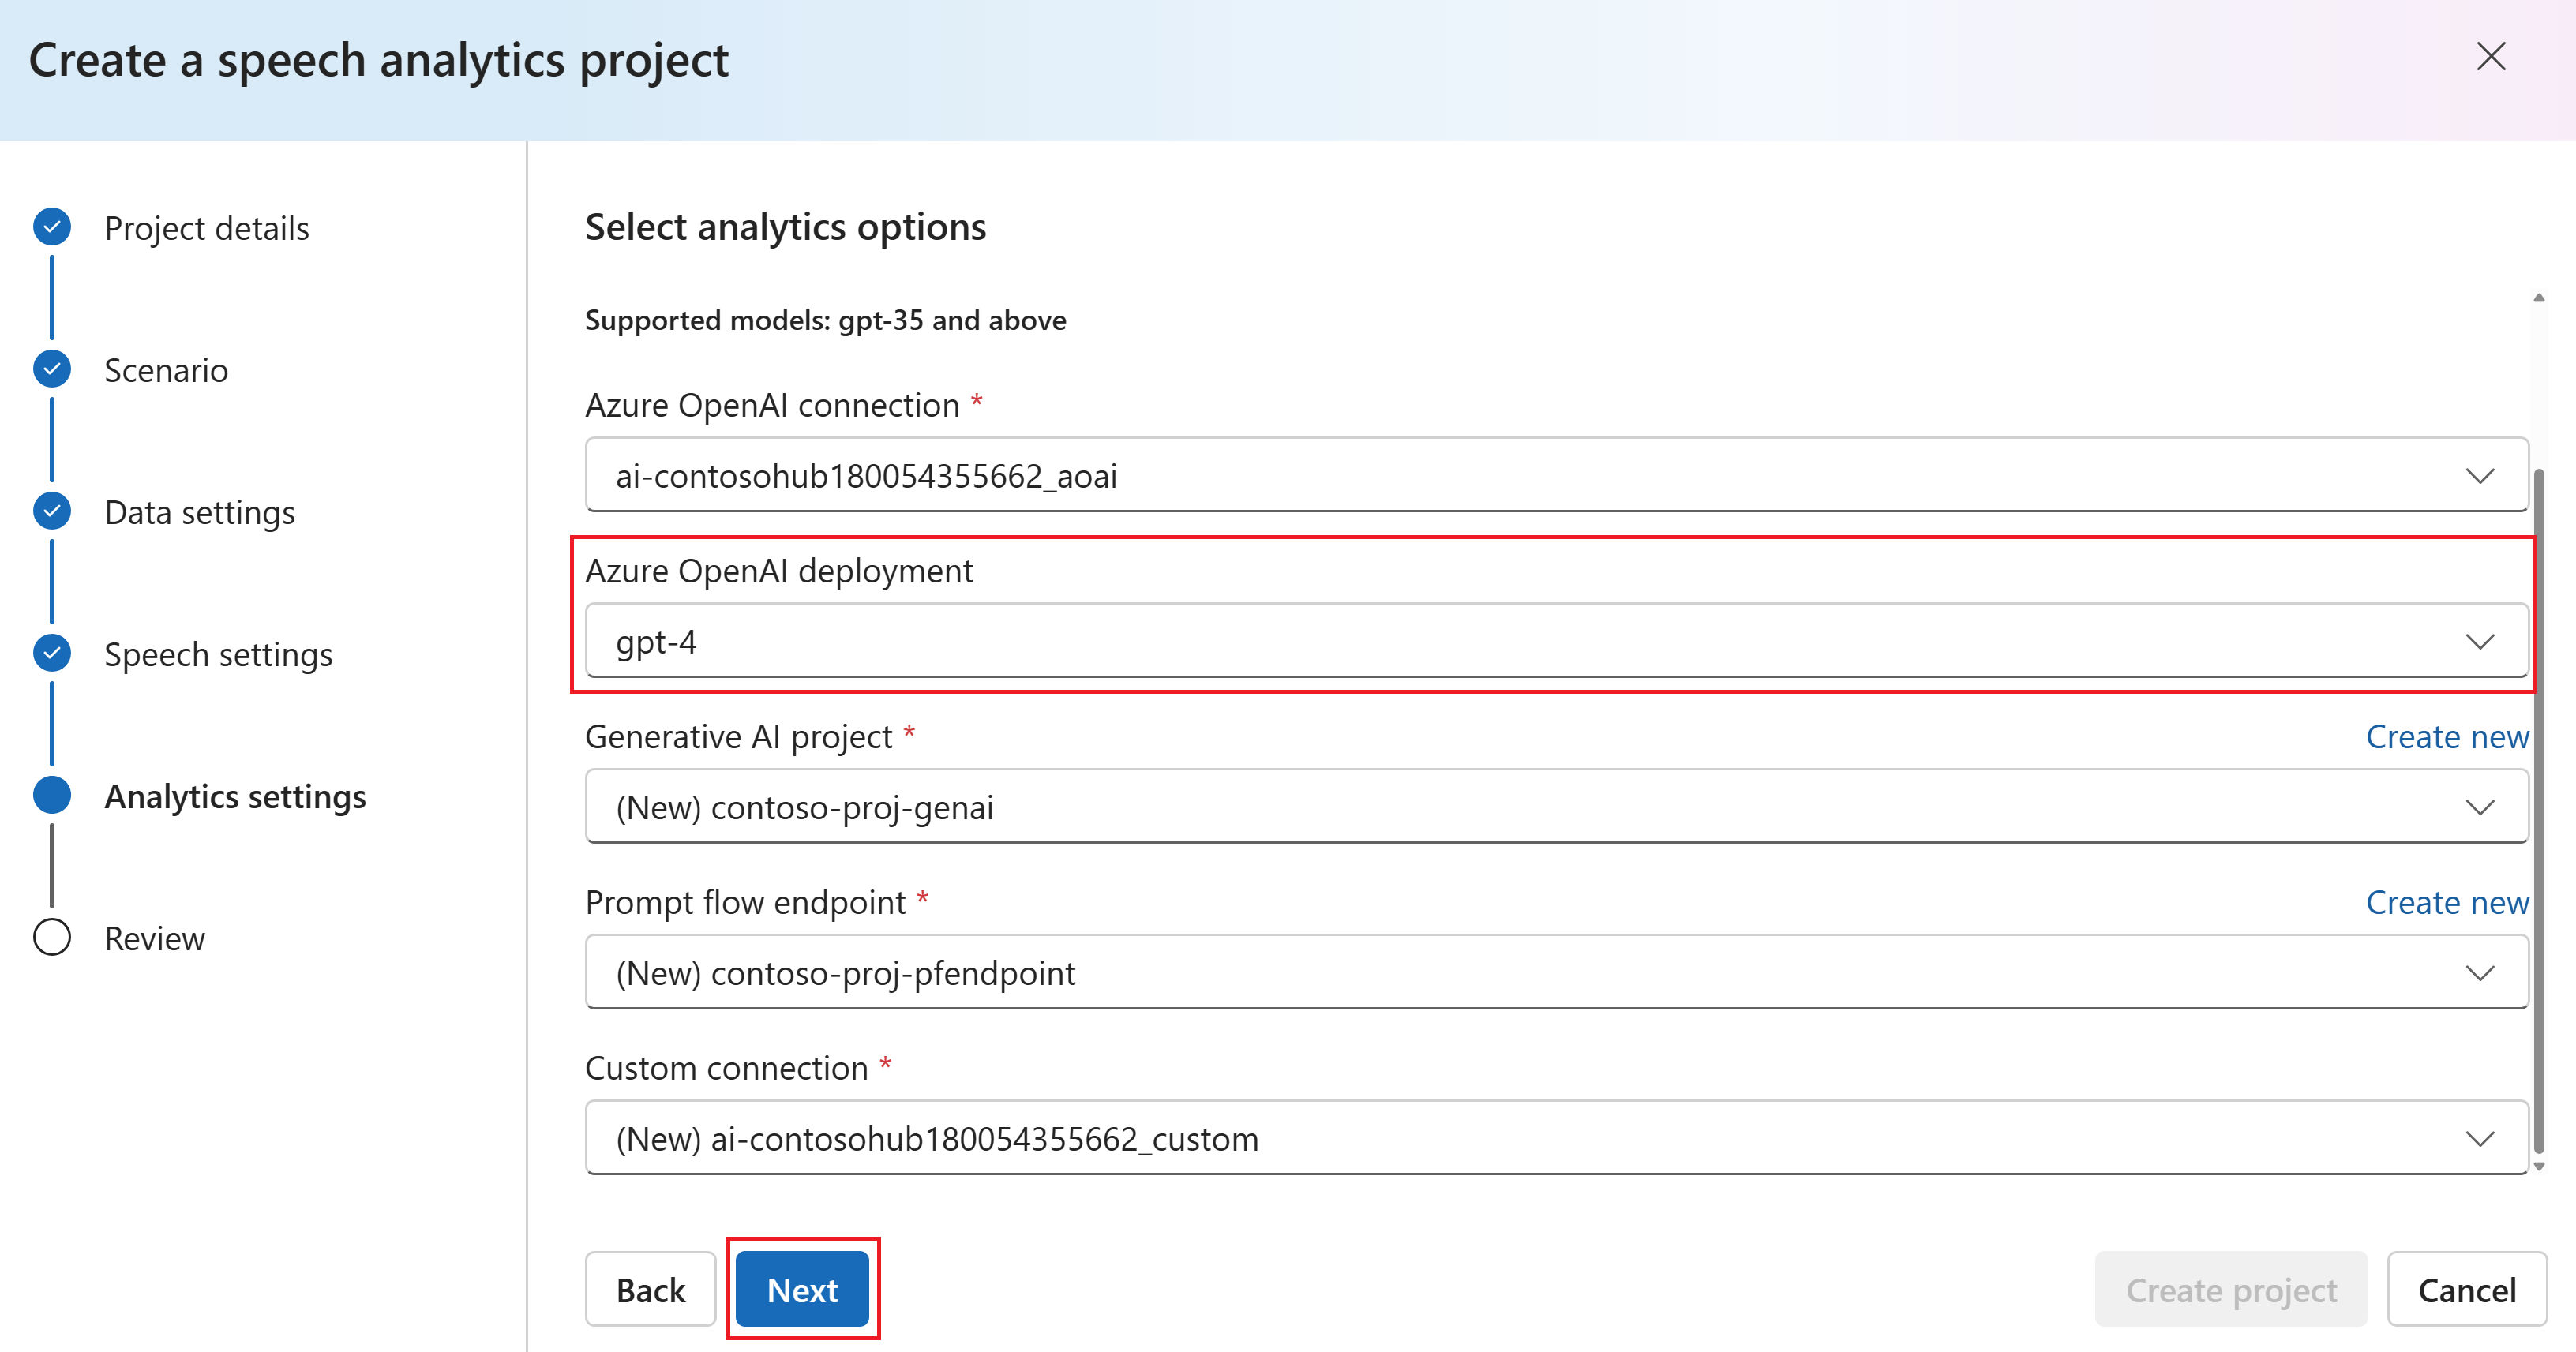 Create a speech analytics project
Project details
Scenario
Data settings
Speech settings
Analytics settings
Review
Select analytics options
Supported models: gpt-35 and above
Azure OpenAI connection *
ai-contosohub180054355662_aoai
Azure OpenAI deployment
gpt-4
Generative AI project * Create new
(New) contoso-proj-genai
Prompt flow endpoint * Create new
(New) contoso-proj-pfendpoint
Custom connection *
(New) ai-contosohub180054355662_custom
Back Next Create project Cancel